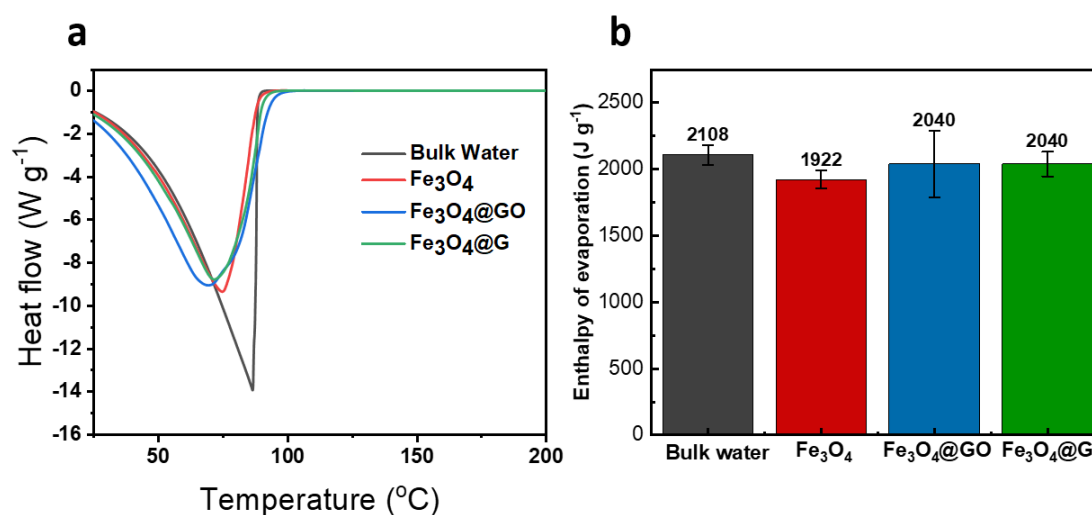 a
Heat flow (W g⁻¹)
0
-2
-4
-6
-8
-10
-12
-14
-16
50
100
150
200
Temperature (°C)
Bulk Water
Fe₃O₄
Fe₃O₄@GO
Fe₃O₄@G
b
Enthalpy of evaporation (J g⁻¹)
2500
2000
1500
1000
500
0
2108
1922
2040
2040
Bulk water
Fe₃O₄
Fe₃O₄@GO
Fe₃O₄@G